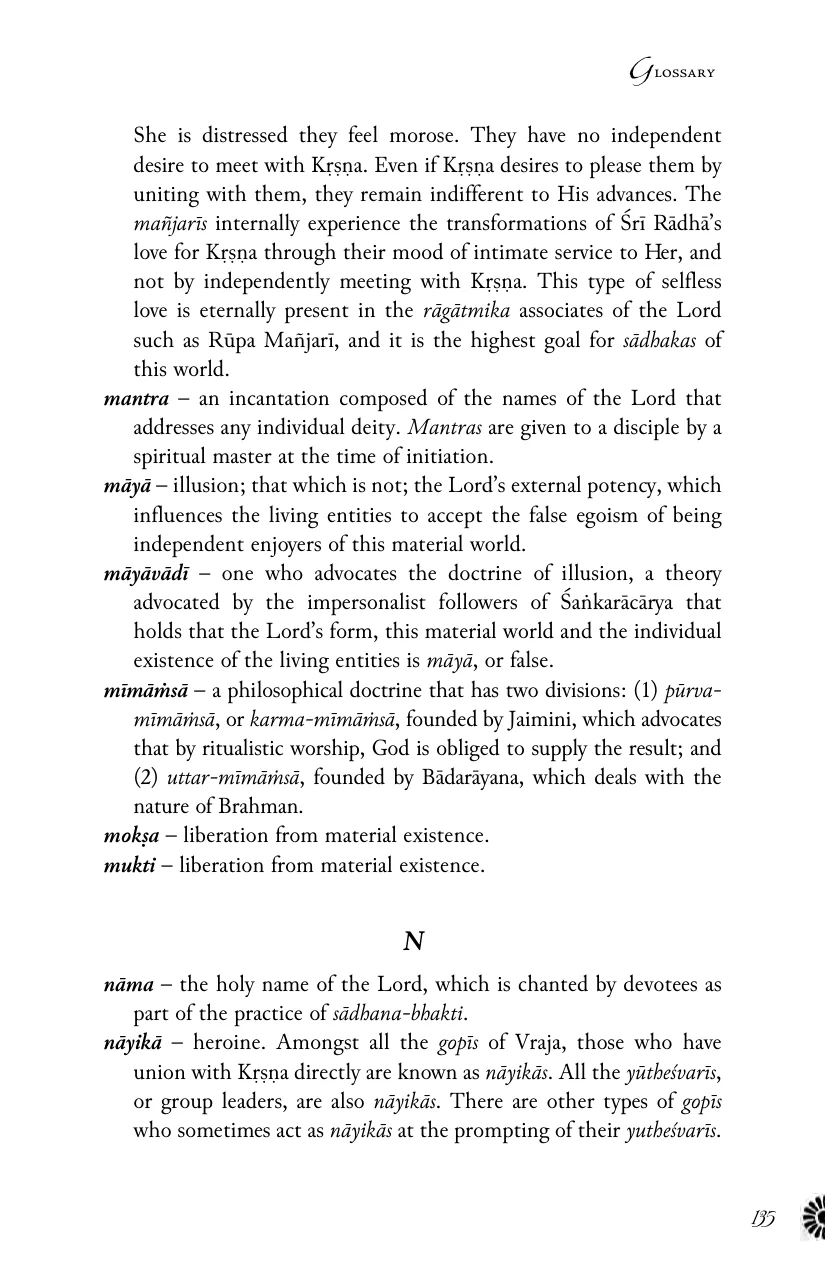 Glossary
She is distressed they feel morose. They have no independent
desire to meet with Kṛṣṇa. Even if Kṛṣṇa desires to please them by
uniting with them, they remain indifferent to His advances. The
mañjarīs internally experience the transformations of Śrī Rādhā’s
love for Kṛṣṇa through their mood of intimate service to Her, and
not by independently meeting with Kṛṣṇa. This type of selfless
love is eternally present in the rāgātmika associates of the Lord
such as Rūpa Mañjarī, and it is the highest goal for sādhakas of
this world.
mantra – an incantation composed of the names of the Lord that
addresses any individual deity. Mantras are given to a disciple by a
spiritual master at the time of initiation.
māyā – illusion; that which is not; the Lord’s external potency, which
influences the living entities to accept the false egoism of being
independent enjoyers of this material world.
māyāvādī – one who advocates the doctrine of illusion, a theory
advocated by the impersonalist followers of Śaṅkarācārya that
holds that the Lord’s form, this material world and the individual
existence of the living entities is māyā, or false.
mīmāṁsā – a philosophical doctrine that has two divisions: (1) pūrva-
mīmāṁsā, or karma-mīmāṁsā, founded by Jaimini, which advocates
that by ritualistic worship, God is obliged to supply the result; and
(2) uttar-mīmāṁsā, founded by Bādarāyana, which deals with the
nature of Brahman.
mokṣa – liberation from material existence.
mukti – liberation from material existence.
N
nāma – the holy name of the Lord, which is chanted by devotees as
part of the practice of sādhana-bhakti.
nāyikā – heroine. Amongst all the gopīs of Vraja, those who have
union with Kṛṣṇa directly are known as nāyikās. All the yūtheśvarīs,
or group leaders, are also nāyikās. There are other types of gopīs
who sometimes act as nāyikās at the prompting of their yutheśvarīs.
135